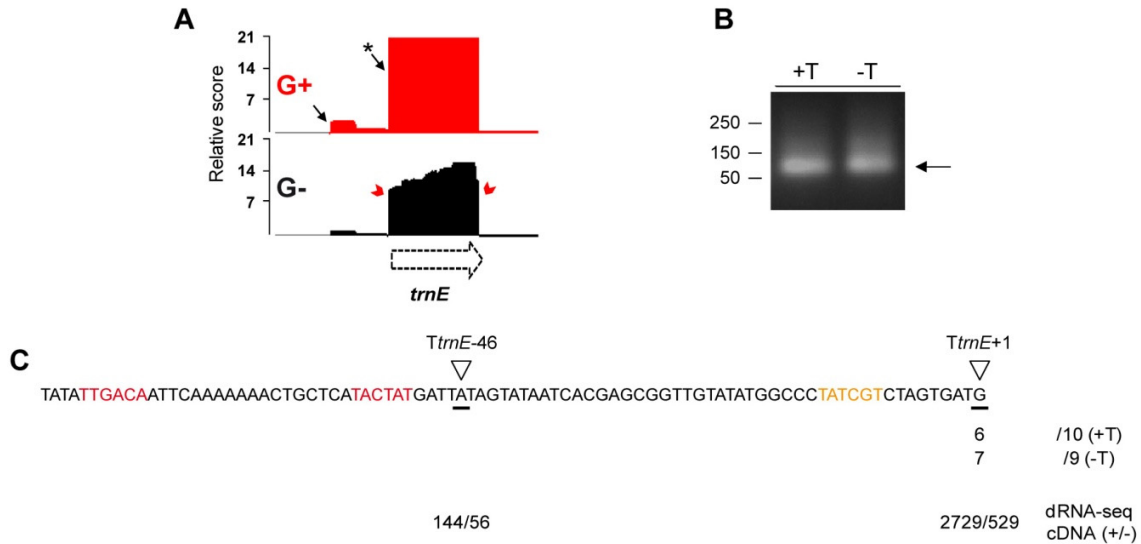 A
Relative score
21
14
7
G+
*
21
14
7
G-
trnE
B
+T -T
250
150
50
C
TtrnE-46 TtrnE+1
TATATTGACAATTCAAAAAAACTGCTCATACTATGATTATAGTATAATCACGAGCGGTTGTATATGGCCCTATCGTCTAGTGATG
6 /10 (+T)
7 /9 (-T)
144/56 2729/529 dRNA-seq
cDNA (+/-)